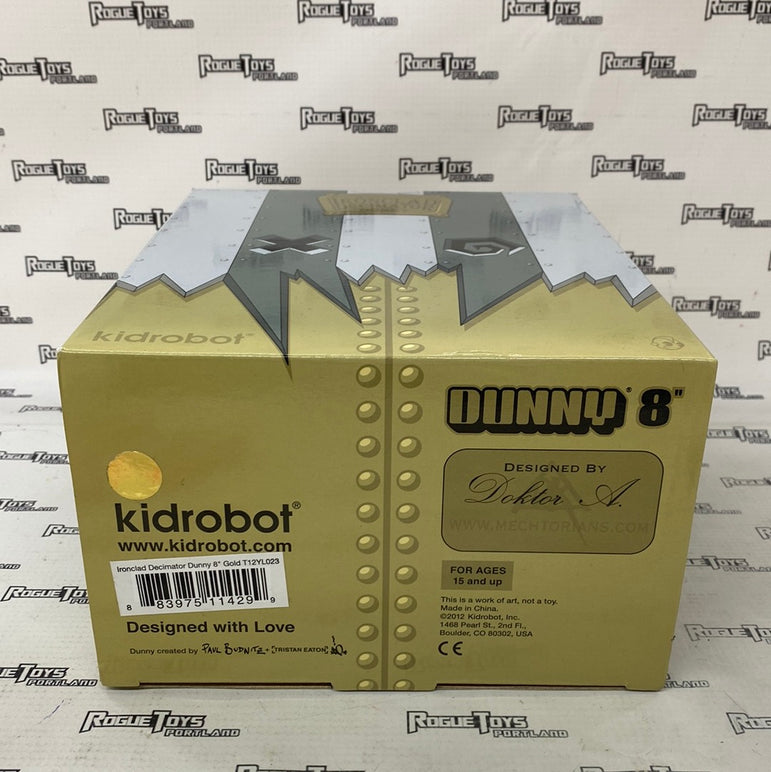 IRONCLAD
kidrobot
DUNNY® 8"
DESIGNED BY
Doktor A.
WWW.MECHTORIANS.COM
kidrobot®
www.kidrobot.com
Ironclad Decimator Dunny 8" Gold T12YL023
8 83975 11429 9
Designed with Love
Dunny created by PAUL BUDNITZ + [TRISTAN EATON]
FOR AGES
15 and up
This is a work of art, not a toy.
Made in China.
©2012 Kidrobot, Inc.
1468 Pearl St., 2nd Fl.,
Boulder, CO 80302, USA
CE
ROGUE TOYS
PORTLAND